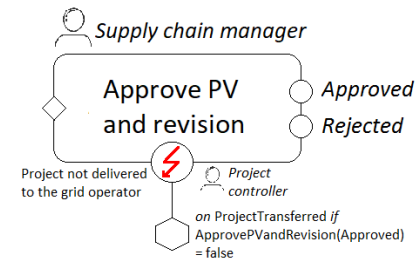 Supply chain manager
Approve PV
and revision
Approved
Rejected
Project not delivered
to the grid operator
Project
controller
on ProjectTransferred if
ApprovePVandRevision(Approved)
= false